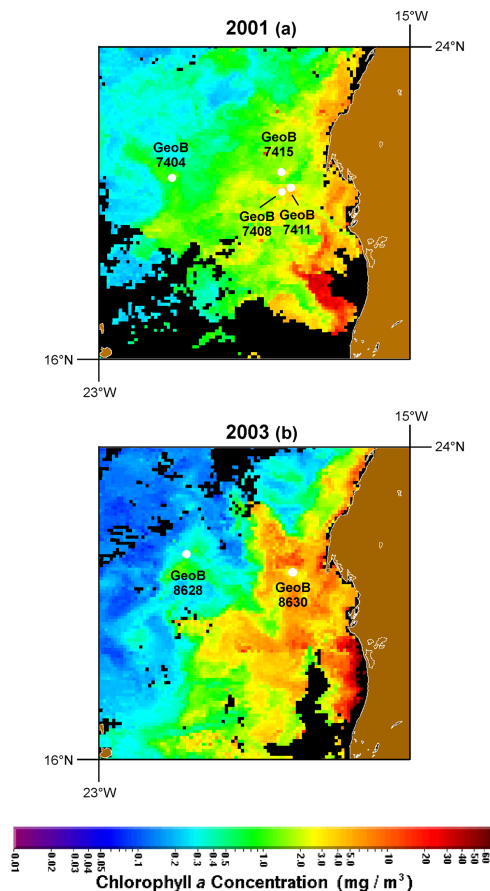 2001 (a)
15°W
24°N
GeoB
7404
GeoB
7415
GeoB
7408
GeoB
7411
16°N
23°W
2003 (b)
15°W
24°N
GeoB
8628
GeoB
8630
16°N
23°W
0.01 0.02 0.03 0.04 0.05 0.1 0.2 0.3 0.4 0.5 1.0 2.0 3.0 4.0 5.0 10 20 30 40 50 60
Chlorophyll a Concentration (mg / m³)